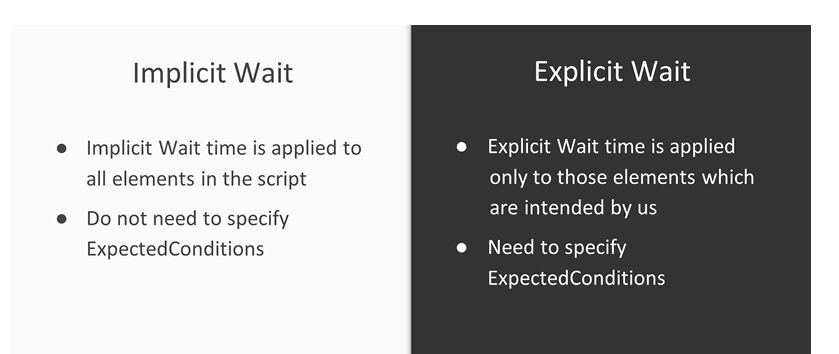 Implicit Wait
● Implicit Wait time is applied to
all elements in the script
● Do not need to specify
ExpectedConditions
Explicit Wait
● Explicit Wait time is applied
only to those elements which
are intended by us
● Need to specify
ExpectedConditions